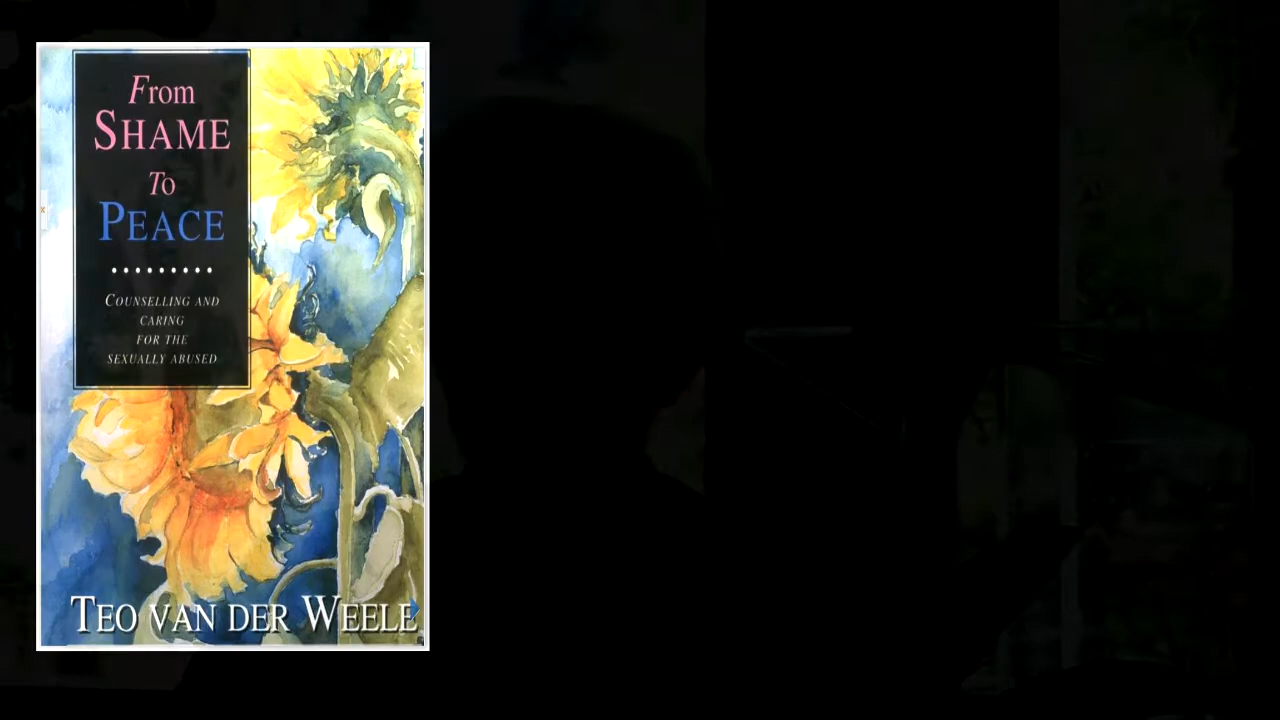 From
SHAME
To
PEACE
COUNSELLING AND
CARING
FOR THE
SEXUALLY ABUSED
TEO VAN DER WEELE